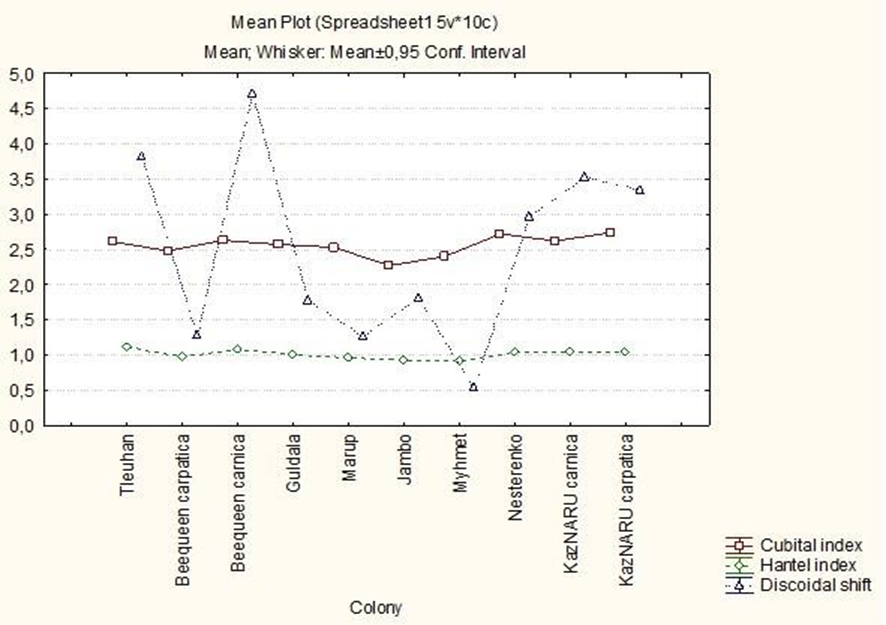 Mean Plot (Spreadsheet1 5v*10c)
Mean; Whisker: Mean±0,95 Conf. Interval
5,0
4,5
4,0
3,5
3,0
2,5
2,0
1,5
1,0
0,5
0,0
Tleuhan
Beequeen carpatica
Beequeen carnica
Guldala
Marup
Jambo
Myhmet
Nesterenko
KazNARU carnica
KazNARU carpatica
Colony
Cubital index
Hantel index
Discoidal shift